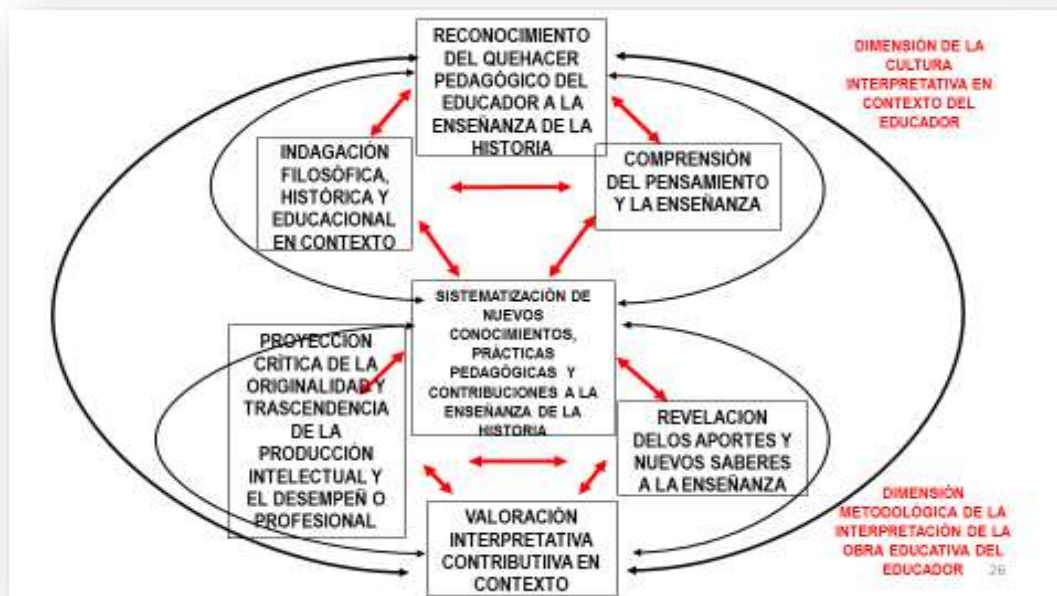 RECONOCIMIENTO
DEL QUEHACER
PEDAGÓGICO DEL
EDUCADOR A LA
ENSEÑANZA DE LA
HISTORIA
DIMENSIÓN DE LA
CULTURA
INTERPRETATIVA EN
CONTEXTO DEL
EDUCADOR
INDAGACIÓN
FILOSÓFICA,
HISTÓRICA Y
EDUCACIONAL
EN CONTEXTO
COMPRENSIÓN
DEL PENSAMIENTO
Y LA ENSEÑANZA
SISTEMATIZACIÓN DE
NUEVOS
CONOCIMIENTOS,
PRÁCTICAS
PEDAGÓGICAS Y
CONTRIBUCIONES A LA
ENSEÑANZA DE LA
HISTORIA
PROYECCION
CRÍTICA DE LA
ORIGINALIDAD Y
TRASCENDENCIA
DE LA
PRODUCCIÓN
INTELECTUAL Y
EL DESEMPEÑ O
PROFESIONAL
REVELACION
DELOS APORTES Y
NUEVOS SABERES
A LA ENSEÑANZA
VALORACIÓN
INTERPRETATIVA
CONTRIBUTIIVA EN
CONTEXTO
DIMENSIÓN
METODOLÓGICA DE LA
INTERPRETACIÓN DE LA
OBRA EDUCATIVA DEL
EDUCADOR
26